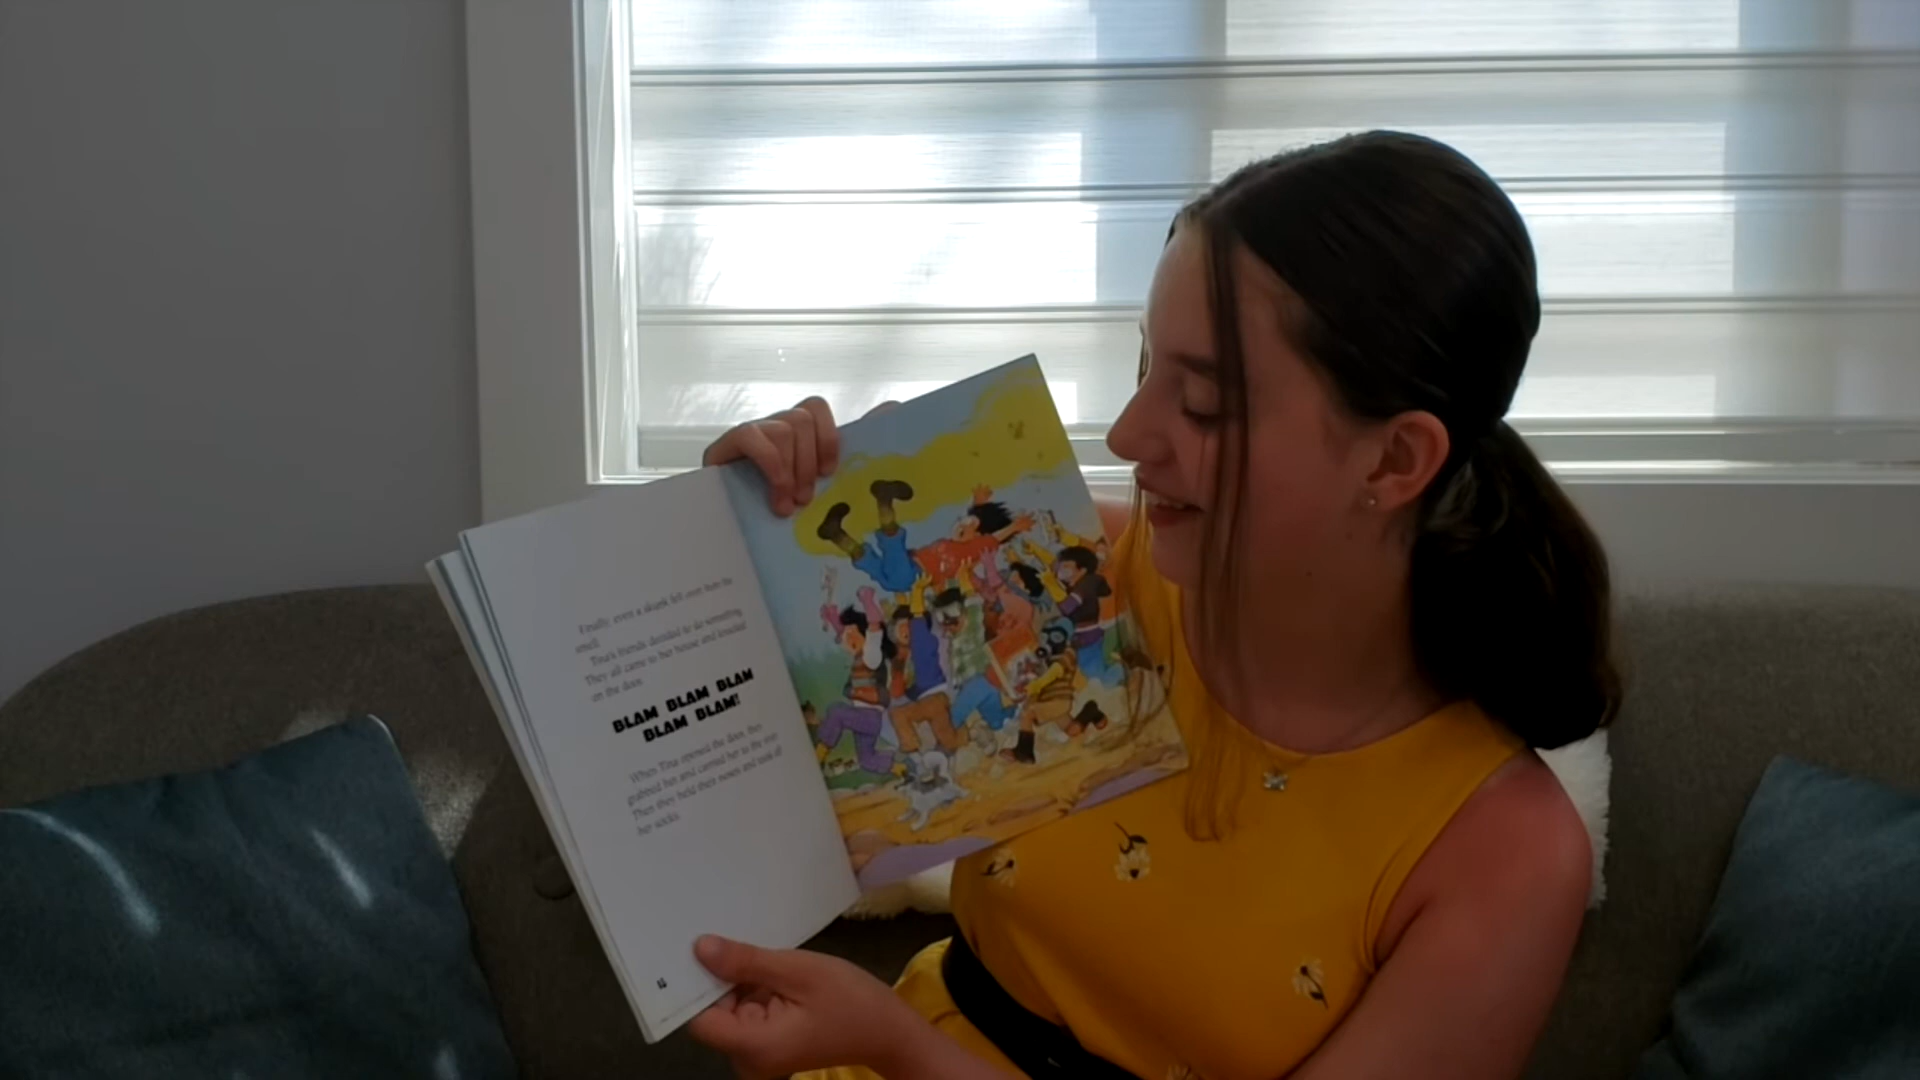 Finally, even a skunk fell over from the
smell.
Tina's friends decided to do something.
They all came to her house and knocked
on the door.
BLAM BLAM BLAM
BLAM BLAM!
When Tina opened the door, they
grabbed her and carried her to the river.
Then they held their noses and took off
her socks.